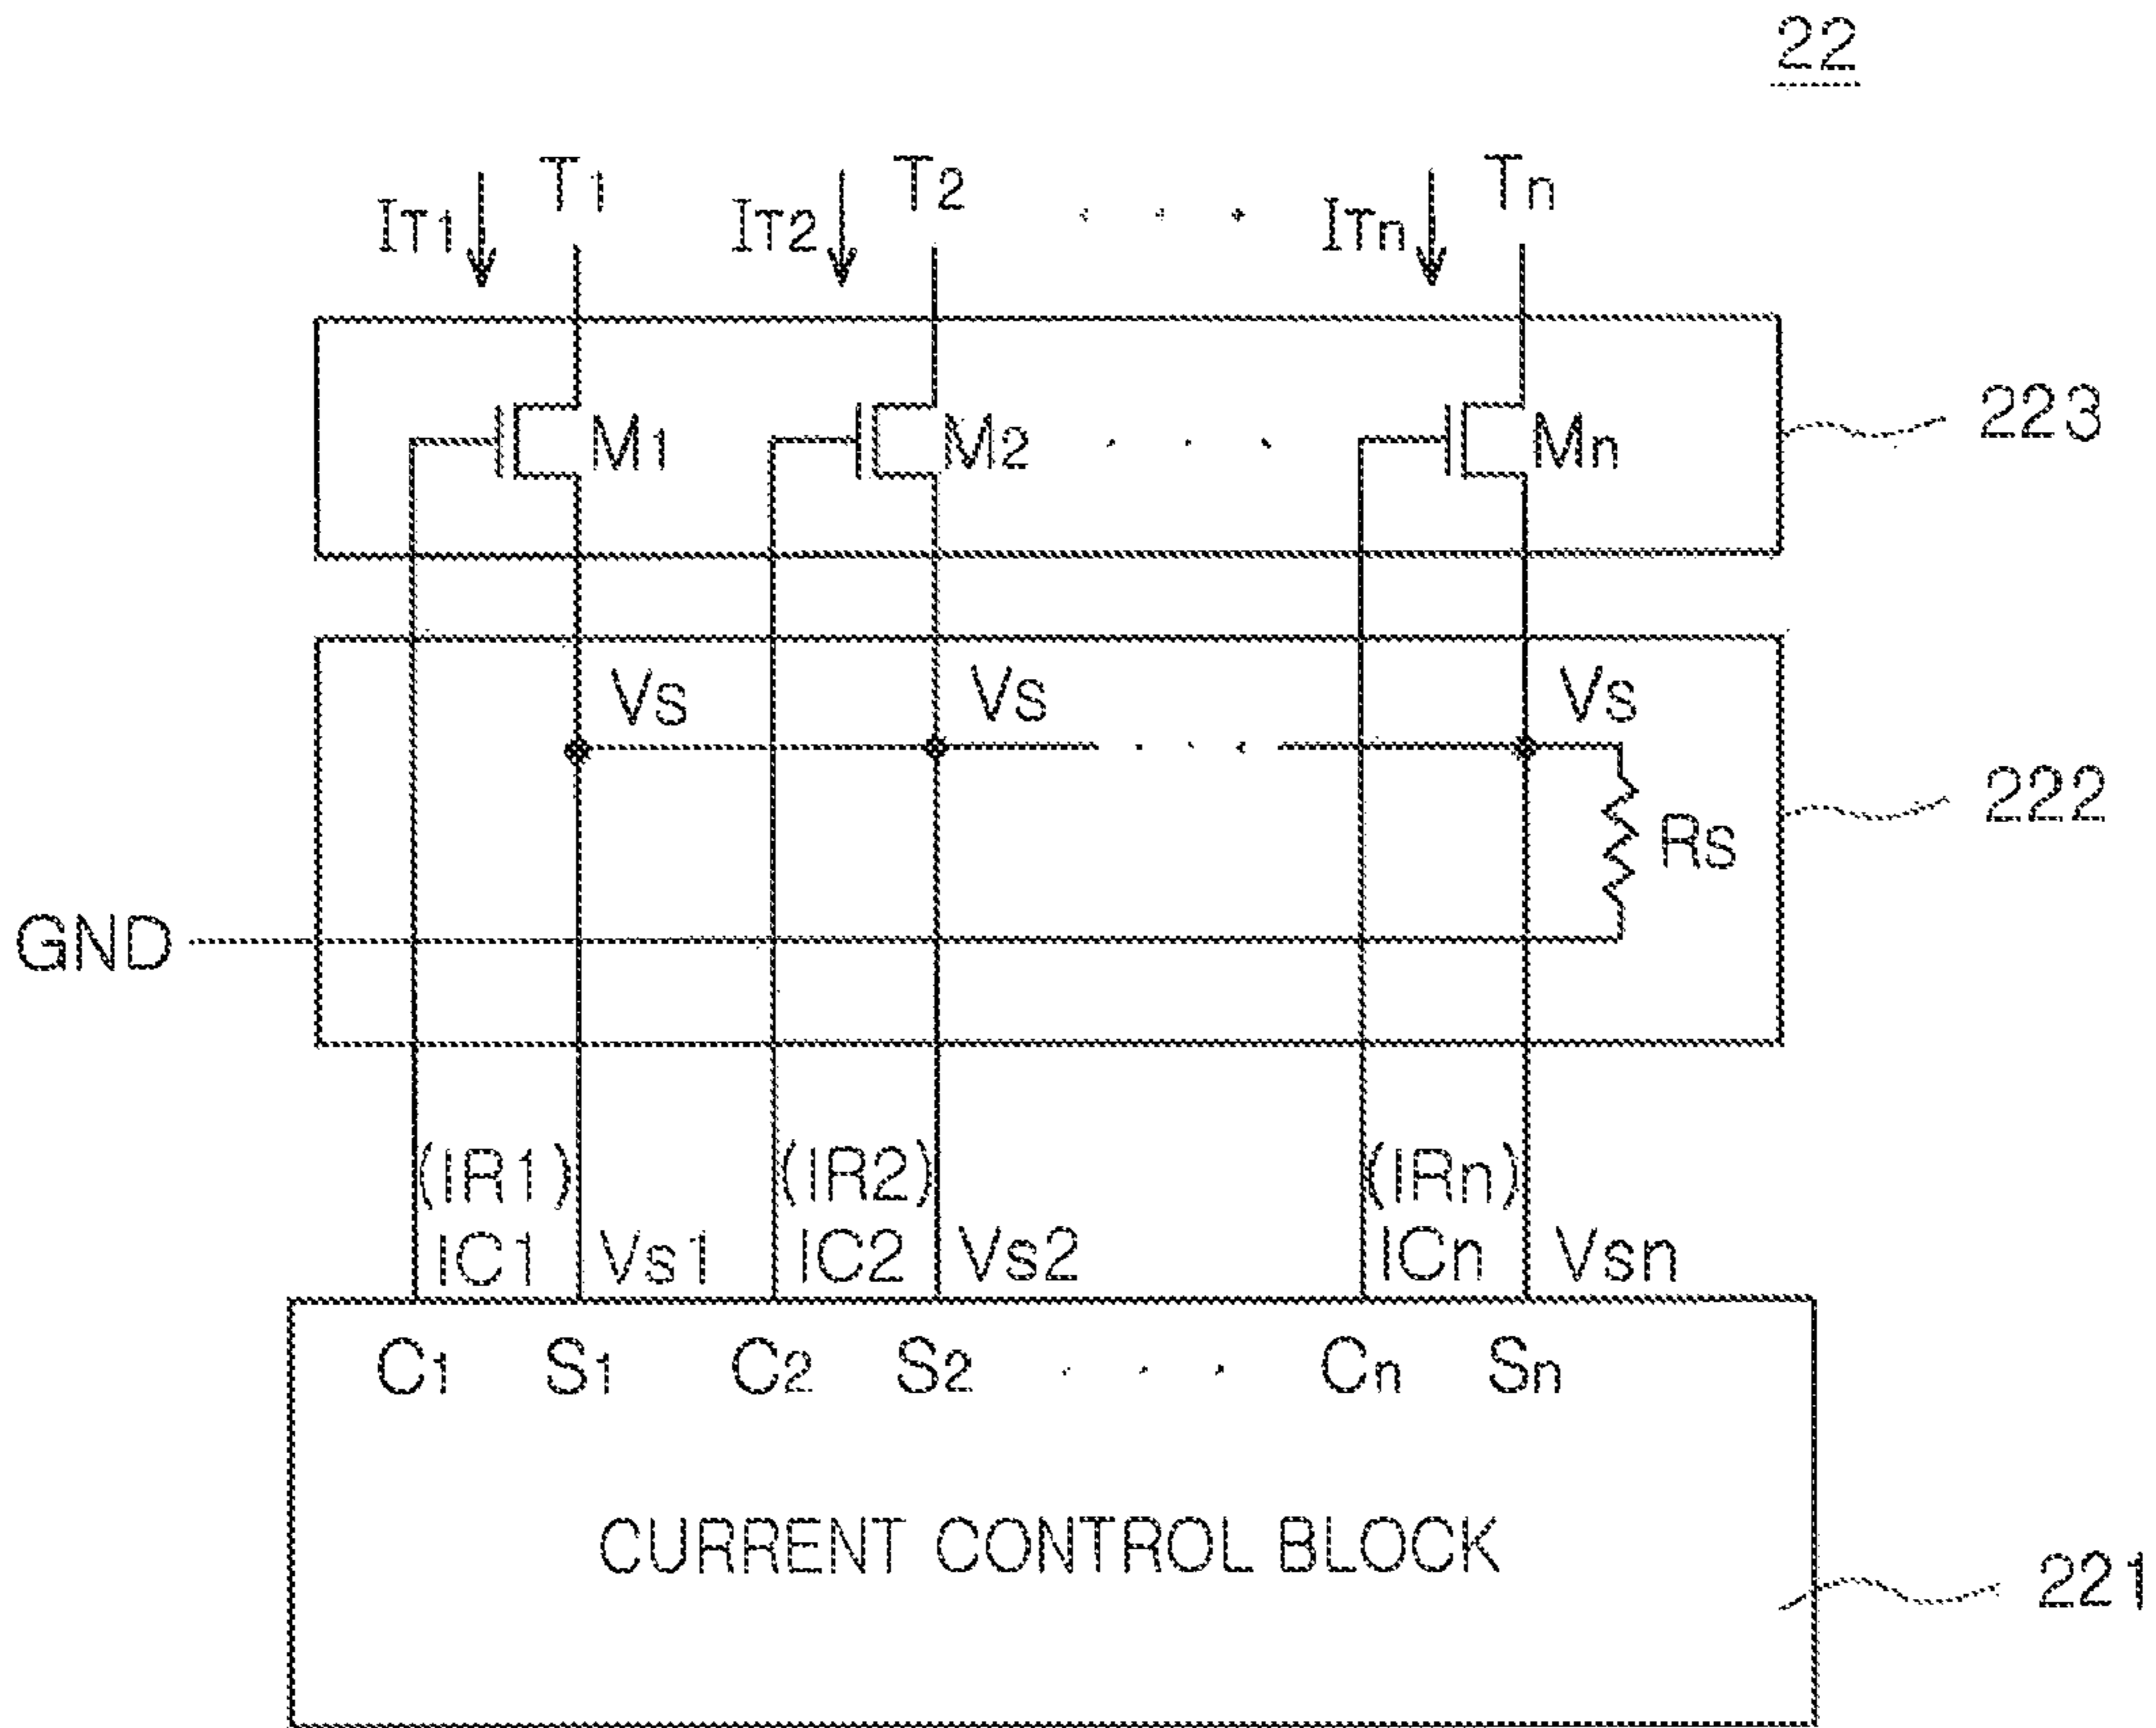 22
T1 T2 Tn
IT1 IT2 ITn
M1 M2 Mn 223
Vs Vs Vs
222
Rs
GND
(IR1) (IR2) (IRn)
IC1 Vs1 IC2 Vs2 ICn Vsn
C1 S1 C2 S2 Cn Sn
CURRENT CONTROL BLOCK
221